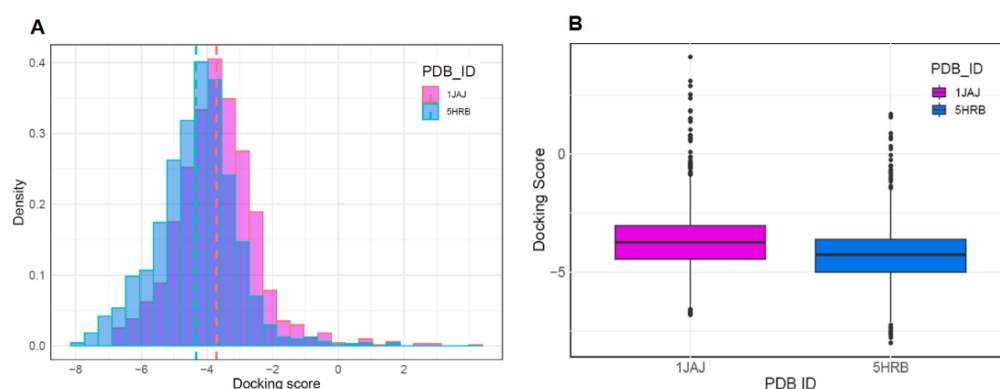 A
Density
0.4
0.3
0.2
0.1
0.0
−8
−6
−4
−2
0
2
Docking score
PDB_ID
1JAJ
5HRB
B
Docking Score
0
−5
1JAJ
5HRB
PDB ID
PDB_ID
1JAJ
5HRB